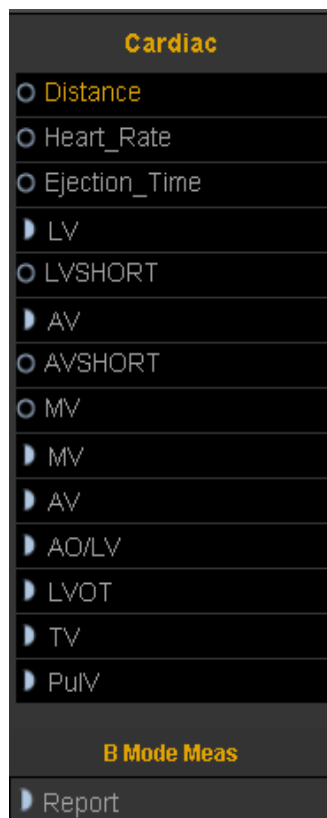 Cardiac
Distance
Heart_Rate
Ejection_Time
LV
LVSHORT
AV
AVSHORT
MV
MV
AV
AO/LV
LVOT
TV
PulV
B Mode Meas
Report